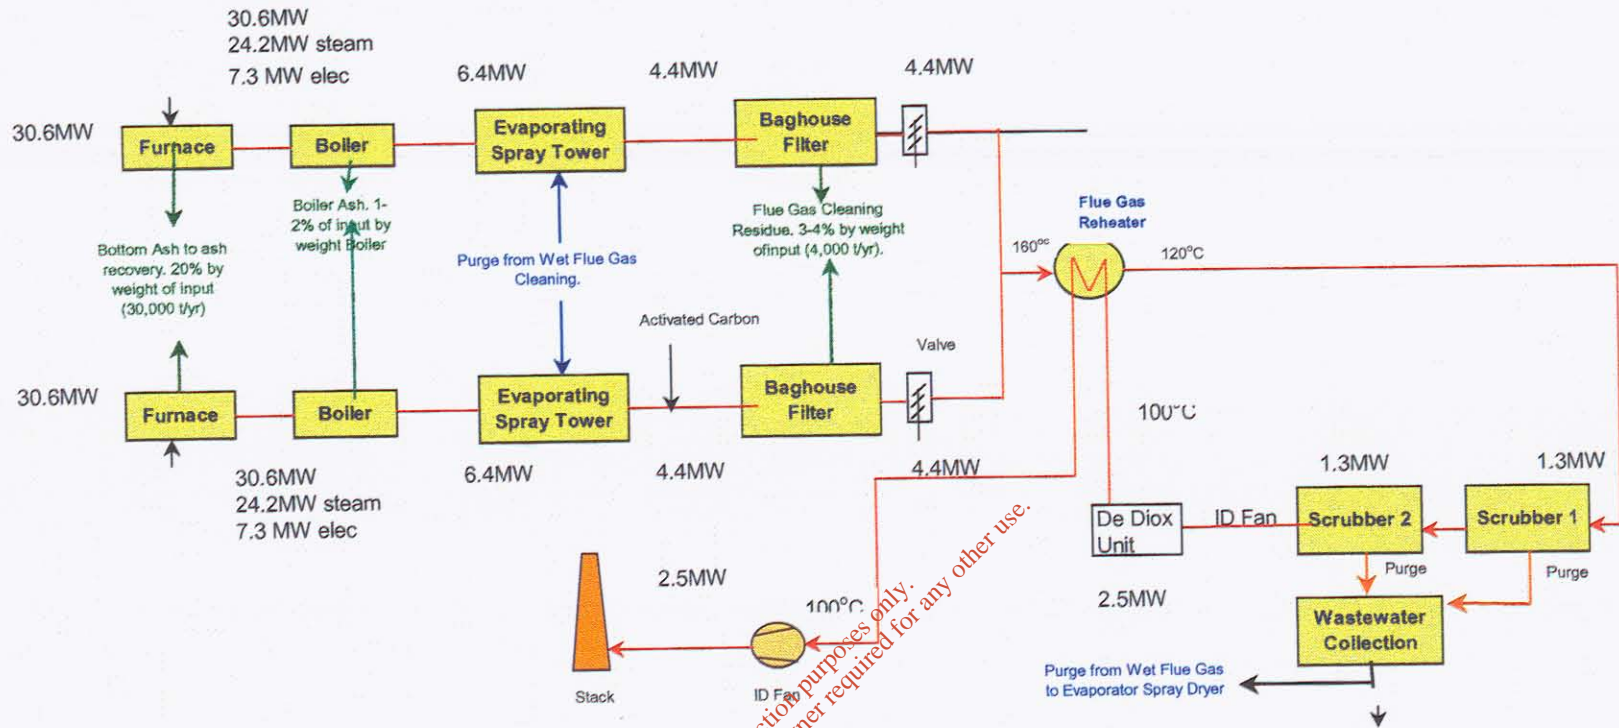 30.6MW
24.2MW steam
7.3 MW elec
6.4MW
4.4MW
4.4MW
30.6MW
Furnace
Boiler
Evaporating
Spray Tower
Baghouse
Filter
Boiler Ash. 1-
2% of input by
weight Boiler
Bottom Ash to ash
recovery. 20% by
weight of input
(30,000 t/yr)
Purge from Wet Flue Gas
Cleaning.
Flue Gas Cleaning
Residue. 3-4% by weight
ofinput (4,000 t/yr).
Flue Gas
Reheater
160°C
120°C
Activated Carbon
Valve
30.6MW
Furnace
Boiler
Evaporating
Spray Tower
Baghouse
Filter
100°C
30.6MW
24.2MW steam
7.3 MW elec
6.4MW
4.4MW
4.4MW
1.3MW
1.3MW
De Diox
Unit
ID Fan
Scrubber 2
Scrubber 1
Purge
Purge
2.5MW
2.5MW
100°C
Wastewater
Collection
Stack
ID Fan
Purge from Wet Flue Gas
to Evaporator Spray Dryer
ction purposes only.
ner required for any other use.